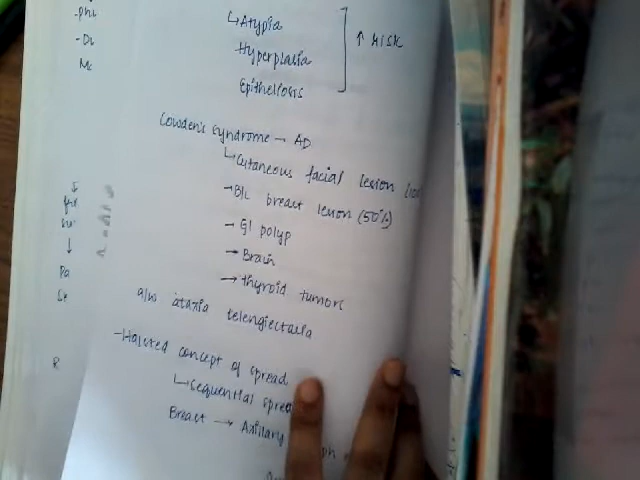 ↳Atypia
Hyperplasia
Epitheliosis
↑ RISK
Cowden's syndrome → AD
↳Cutaneous facial lesion
→ B/L breast lesion (50%)
→ GI polyp
→ Brain
→ thyroid tumors
a/w ataxia telengiectasia
→Halsted concept of spread
↳Sequential
Breast → Axillary